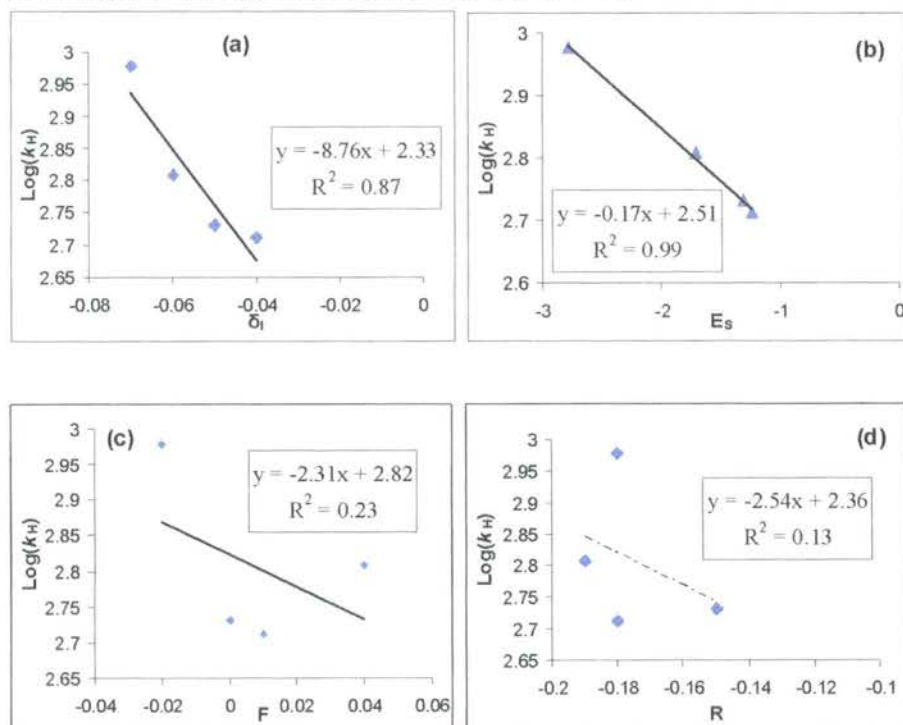 (a)
3
2.95
2.9
2.85
2.8
2.75
2.7
2.65
Log(kH)
y = -8.76x + 2.33
R² = 0.87
-0.08 -0.06 -0.04 -0.02 0
δI
(b)
3
2.9
2.8
2.7
2.6
Log(kH)
y = -0.17x + 2.51
R² = 0.99
-3 -2 -1 0
ES
(c)
3
2.95
2.9
2.85
2.8
2.75
2.7
2.65
Log(kH)
y = -2.31x + 2.82
R² = 0.23
-0.04 -0.02 0 0.02 0.04 0.06
F
(d)
3
2.95
2.9
2.85
2.8
2.75
2.7
2.65
Log(kH)
y = -2.54x + 2.36
R² = 0.13
-0.2 -0.18 -0.16 -0.14 -0.12 -0.1
R